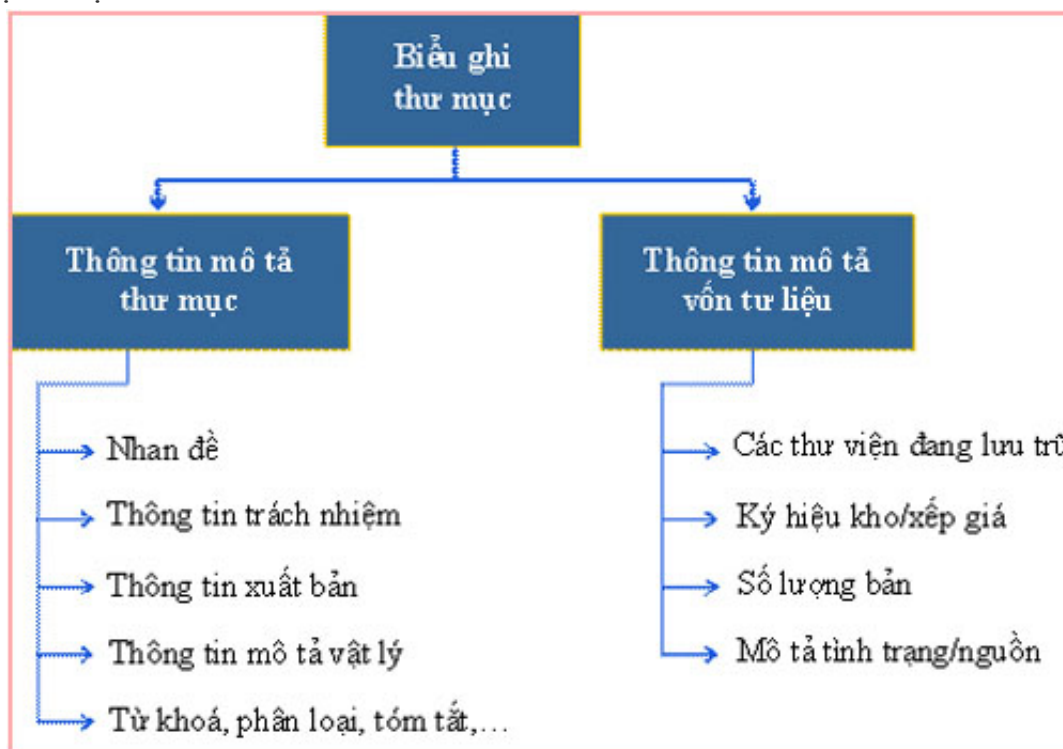 Biểu ghi
thư mục
Thông tin mô tả
thư mục
Thông tin mô tả
vốn tư liệu
Nhan đề
Thông tin trách nhiệm
Thông tin xuất bản
Thông tin mô tả vật lý
Từ khoá, phân loại, tóm tắt,...
Các thư viện đang lưu trữ
Ký hiệu kho/xếp giá
Số lượng bản
Mô tả tình trạng/nguồn